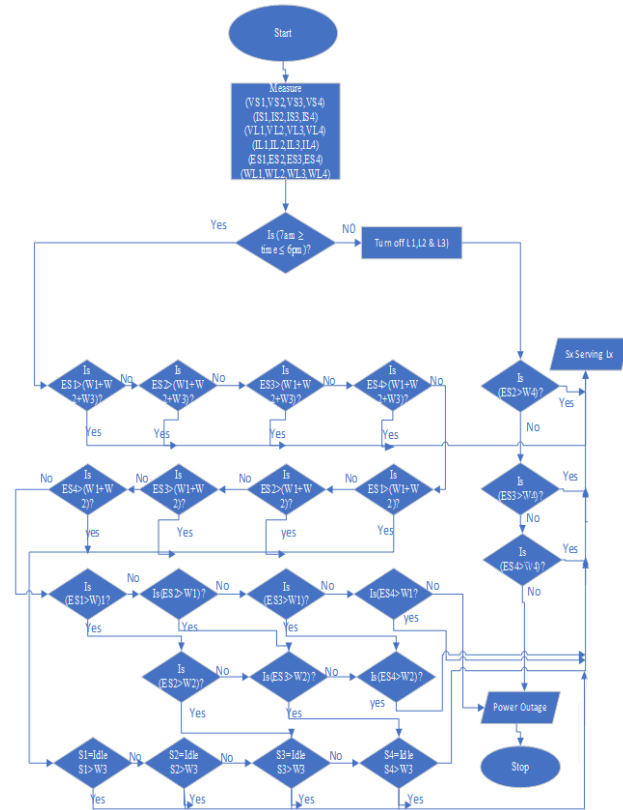 Start
Measure
(VS1,VS2,VS3,VS4)
(IS1,IS2,IS3,IS4)
(VL1,VL2,VL3,VL4)
(IL1,IL2,IL3,IL4)
(ES1,ES2,ES3,ES4)
(WL1,WL2,WL3,WL4)
Yes
Is (7am ≥
time ≤ 6pm)?
N0
Turn off L1,L2 & L3)
Sx Serving Lx
Is
ES1>(W1+W
2+W3)?
No
Is
ES2>(W1+W
2+W3)?
No
Is
ES3>(W1+W
2+W3)?
No
Is
ES4>(W1+W
2+W3)?
No
Is
(ES2>W4)?
Yes
Yes
Yes
Yes
Yes
No
No
Is
ES4>(W1+W
2)?
No
Is
ES3>(W1+W
2)?
No
Is
ES2>(W1+W
2)?
No
Is
ES1>(W1+W
2)?
Is
(ES3>W4)?
Yes
yes
Yes
yes
Yes
No
Is
(ES4>W4)?
Yes
No
Is
(ES1>W)1?
No
Is(ES2>W1)?
No
Is
(ES3>W1)?
No
Is(ES4>W1?
No
Yes
Yes
Yes
yes
Is
(ES2>W2)?
No
Is(ES3>W2)?
No
Is(ES4>W2)?
Yes
Yes
yes
Power Outage
S1=Idle
S1>W3
No
S2=Idle
S2>W3
No
S3=Idle
S3>W3
No
S4=Idle
S4>W3
Yes
Yes
Yes
Yes
Stop